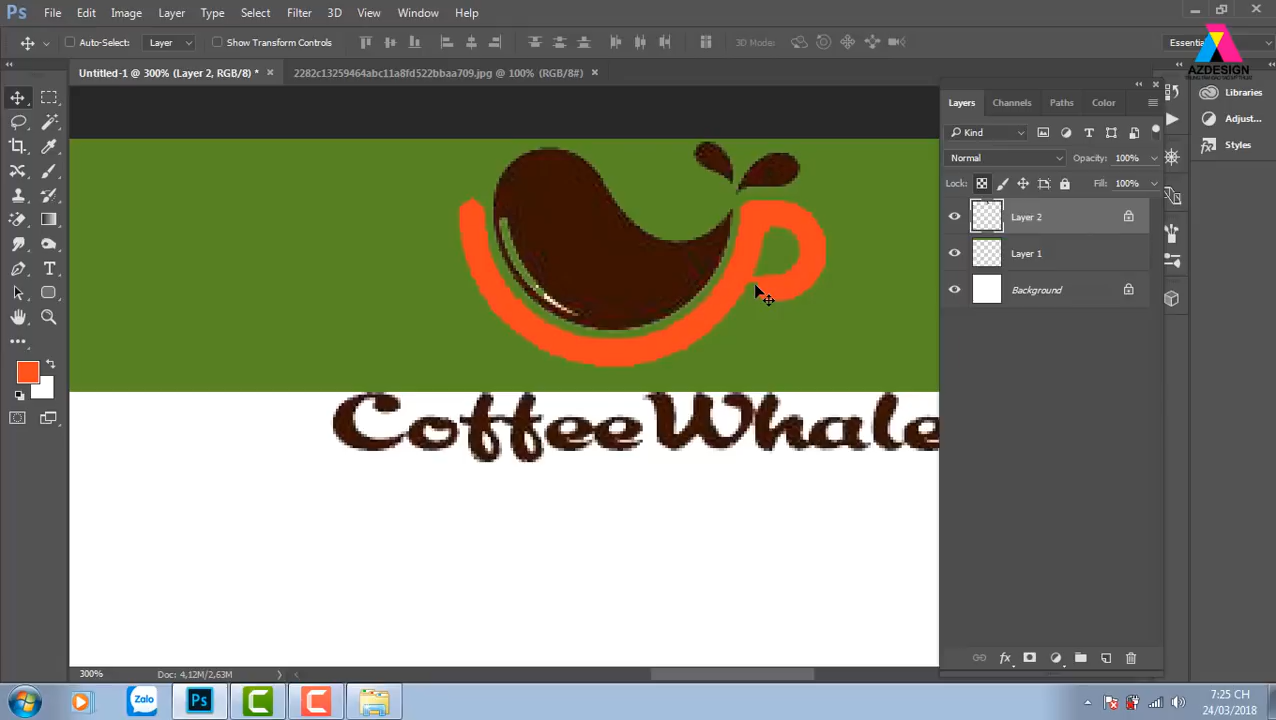 Ps File Edit Image Layer Type Select Filter 3D View Window Help
Auto-Select: Layer Show Transform Controls 3D Mode: Essenti
AZDESIGN
Untitled-1 @ 300% (Layer 2, RGB/8) * 2282c13259464abc11a8fd522bbaa709.jpg @ 100% (RGB/8#)
Layers Channels Paths Color
Libraries
Adjust...
Styles
Kind
Normal Opacity: 100%
Lock: Fill: 100%
Layer 2
Layer 1
Background
CoffeeWhale
300% Doc: 4,12M/2,63M
Zalo Ps
7:25 CH
24/03/2018